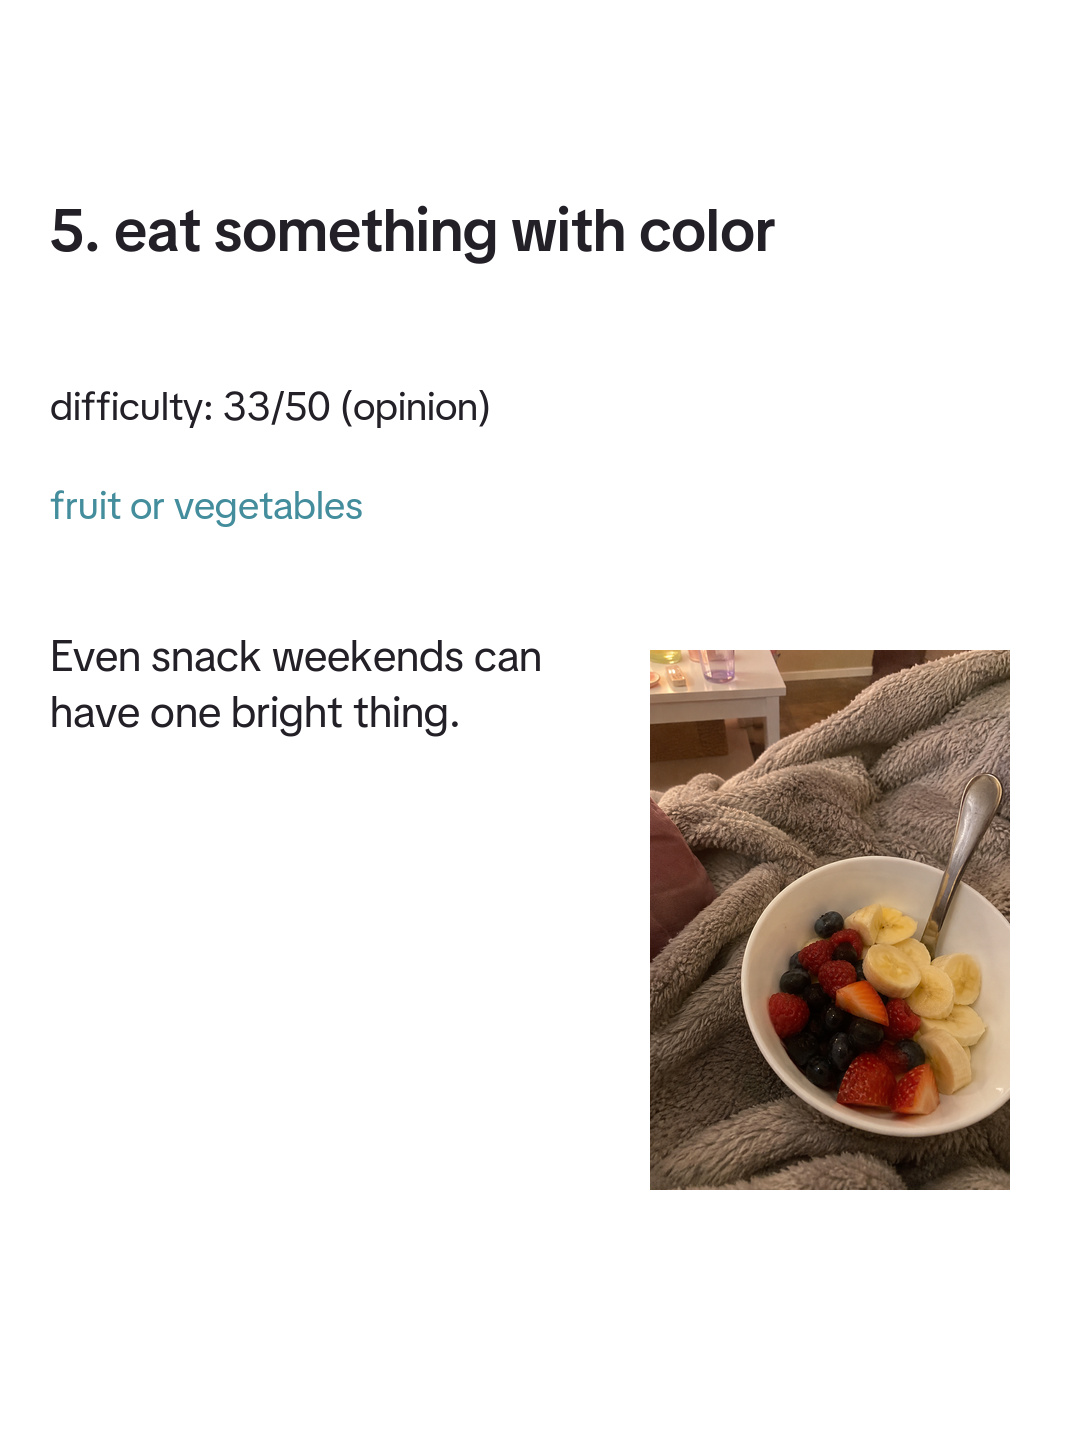 5. eat something with color
difficulty: 33/50 (opinion)
fruit or vegetables
Even snack weekends can
have one bright thing.